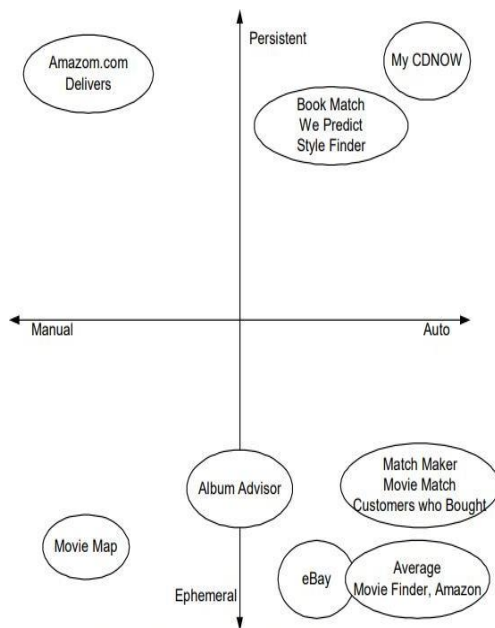 Persistent
Amazom.com
Delivers
My CDNOW
Book Match
We Predict
Style Finder
Manual
Auto
Album Advisor
Match Maker
Movie Match
Customers who Bought
Movie Map
eBay
Average
Movie Finder, Amazon
Ephemeral